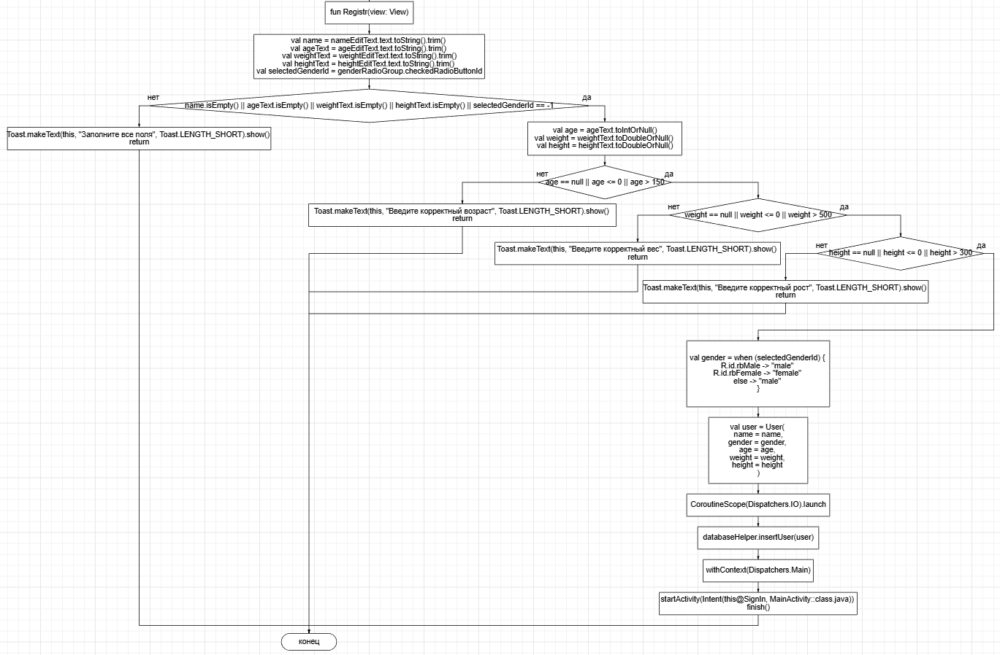 fun Registr(view: View)
val name = nameEditText.text.toString().trim()
val ageText = ageEditText.text.toString().trim()
val weightText = weightEditText.text.toString().trim()
val heightText = heightEditText.text.toString().trim()
val selectedGenderId = genderRadioGroup.checkedRadioButtonId
нет
да
name.isEmpty() || ageText.isEmpty() || weightText.isEmpty() || heightText.isEmpty() || selectedGenderId == -1
Toast.makeText(this, "Заполните все поля", Toast.LENGTH_SHORT).show()
return
val age = ageText.toIntOrNull()
val weight = weightText.toDoubleOrNull()
val height = heightText.toDoubleOrNull()
нет
да
age == null || age <= 0 || age > 150
Toast.makeText(this, "Введите корректный возраст", Toast.LENGTH_SHORT).show()
return
нет
да
weight == null || weight <= 0 || weight > 500
Toast.makeText(this, "Введите корректный вес", Toast.LENGTH_SHORT).show()
return
нет
да
height == null || height <= 0 || height > 300
Toast.makeText(this, "Введите корректный рост", Toast.LENGTH_SHORT).show()
return
val gender = when (selectedGenderId) {
R.id.rbMale -> "male"
R.id.rbFemale -> "female"
else -> "male"
}
val user = User(
name = name,
gender = gender,
age = age,
weight = weight,
height = height
)
CoroutineScope(Dispatchers.IO).launch
databaseHelper.insertUser(user)
withContext(Dispatchers.Main)
startActivity(Intent(this@SignIn, MainActivity::class.java))
finish()
конец